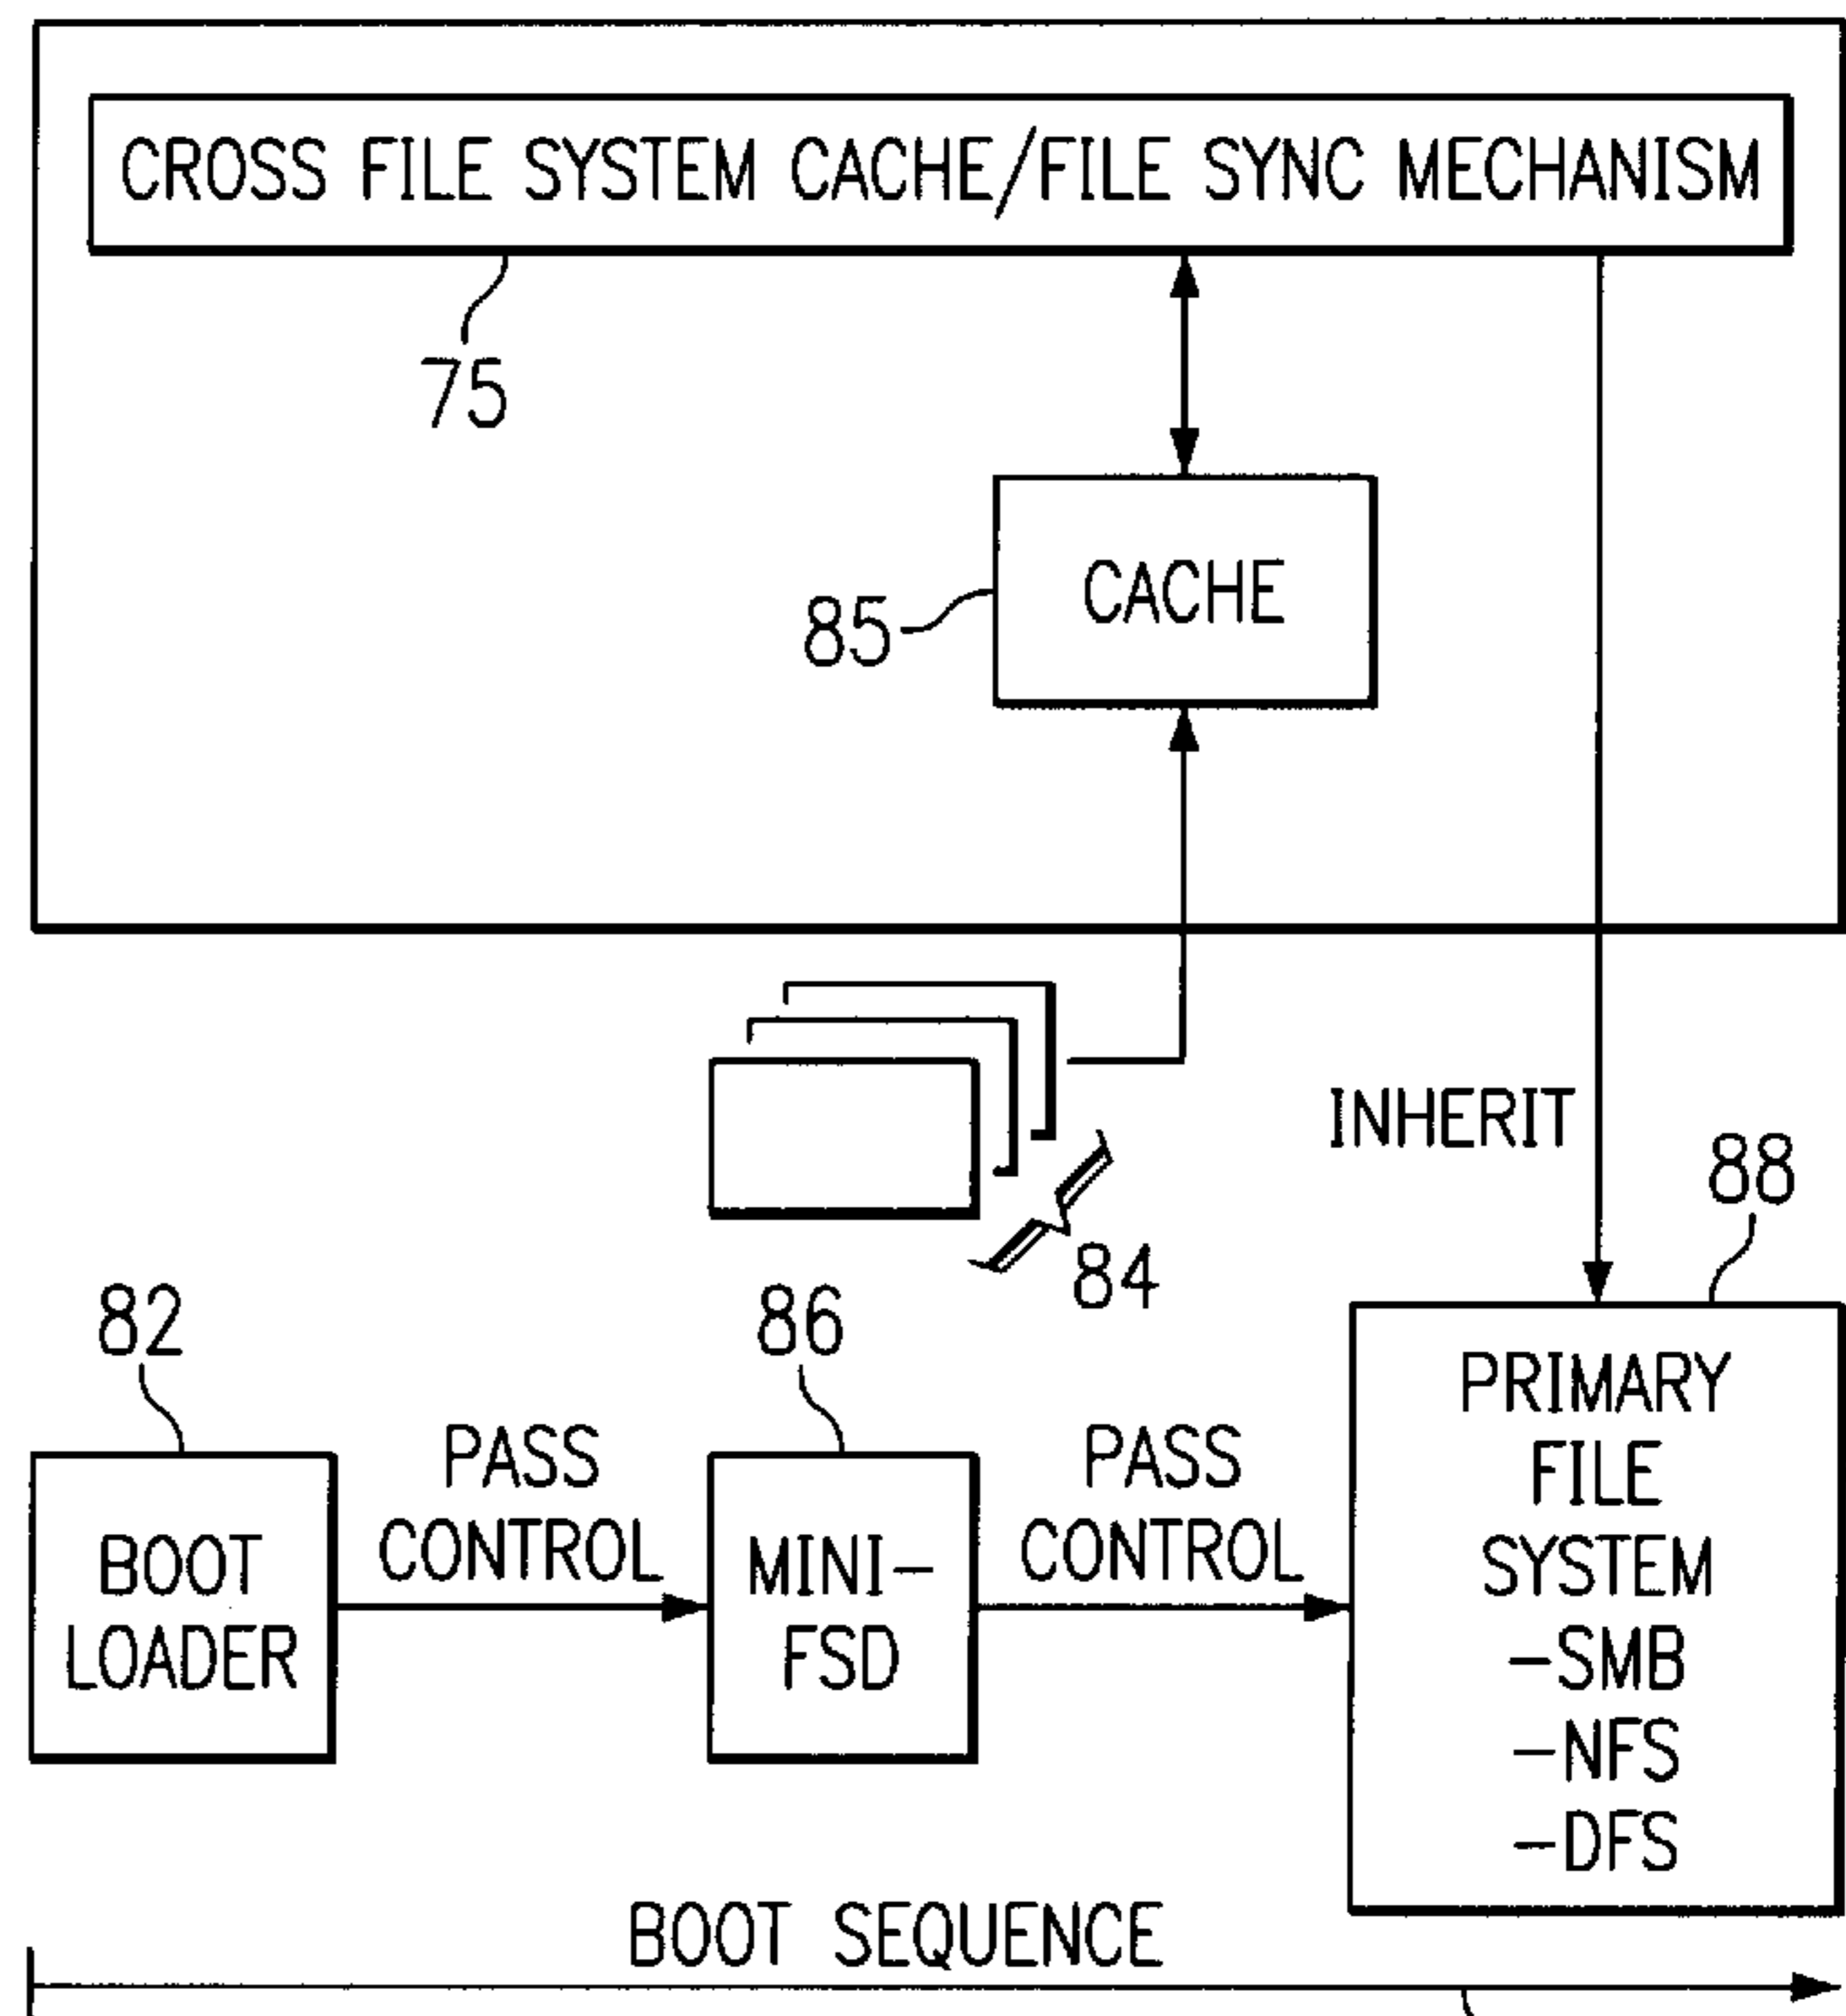 CROSS FILE SYSTEM CACHE/FILE SYNC MECHANISM
75
CACHE
85
INHERIT
88
84
82
86
PASS
CONTROL
PASS
CONTROL
BOOT
LOADER
MINI-
FSD
PRIMARY
FILE
SYSTEM
-SMB
-NFS
-DFS
BOOT SEQUENCE